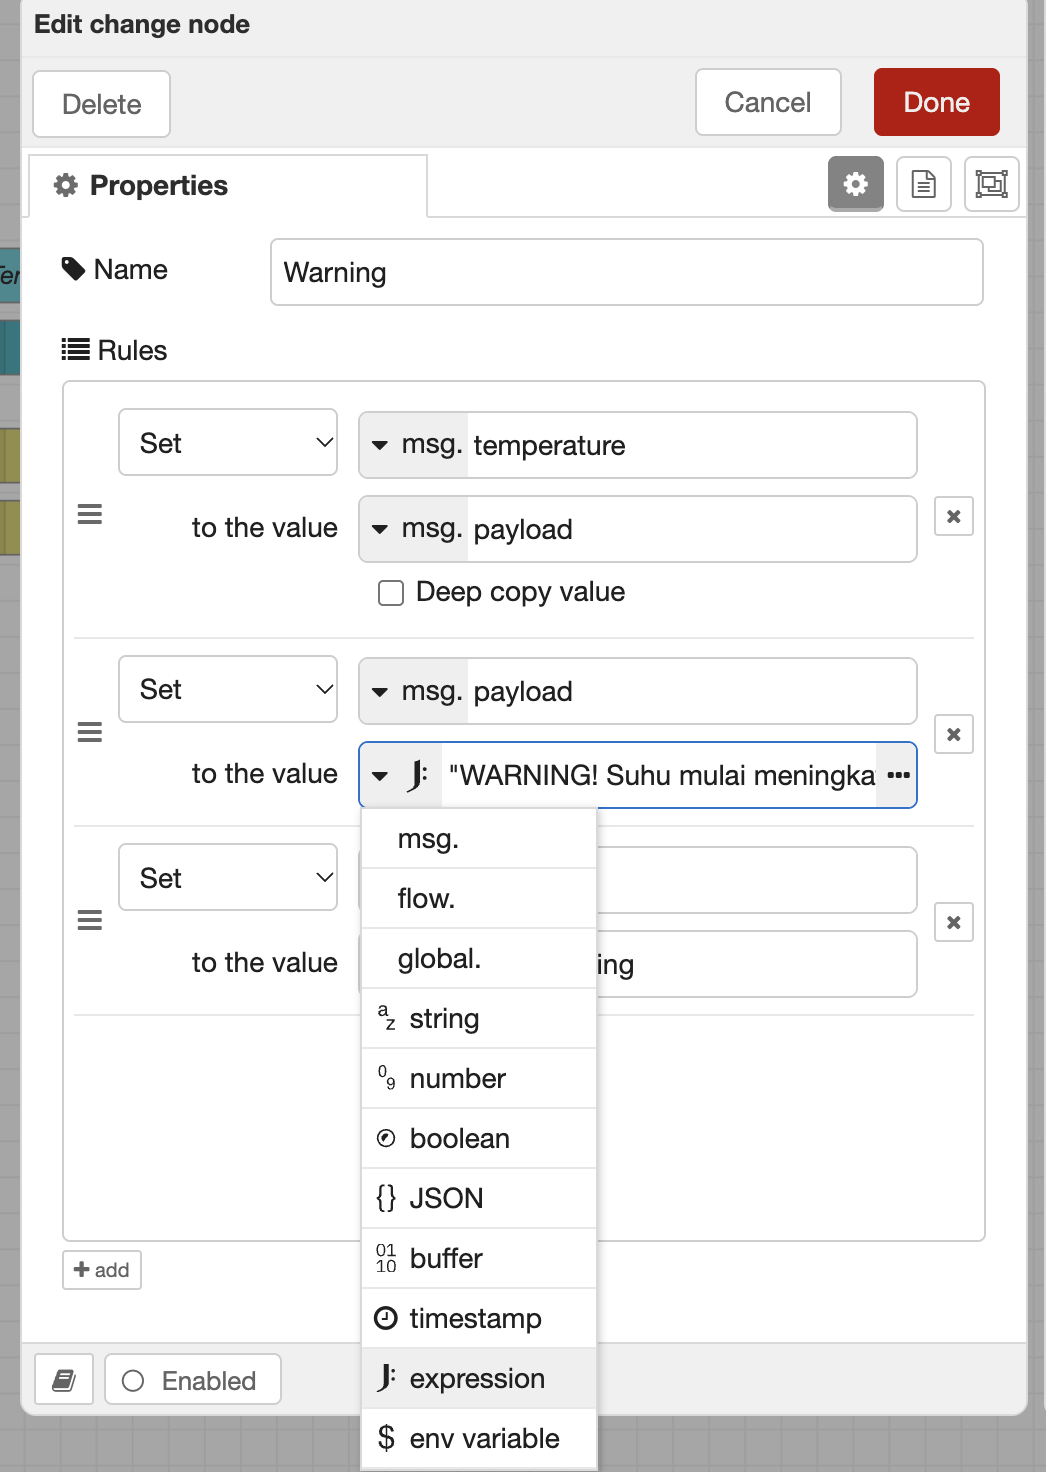 Edit change node
Delete
Cancel
Done
Properties
Name
Warning
Rules
Set
msg. temperature
to the value
msg. payload
Deep copy value
Set
msg. payload
to the value
J: "WARNING! Suhu mulai meningka
msg.
flow.
global.
string
number
boolean
{} JSON
buffer
timestamp
J: expression
$ env variable
Set
to the value
ing
add
Enabled